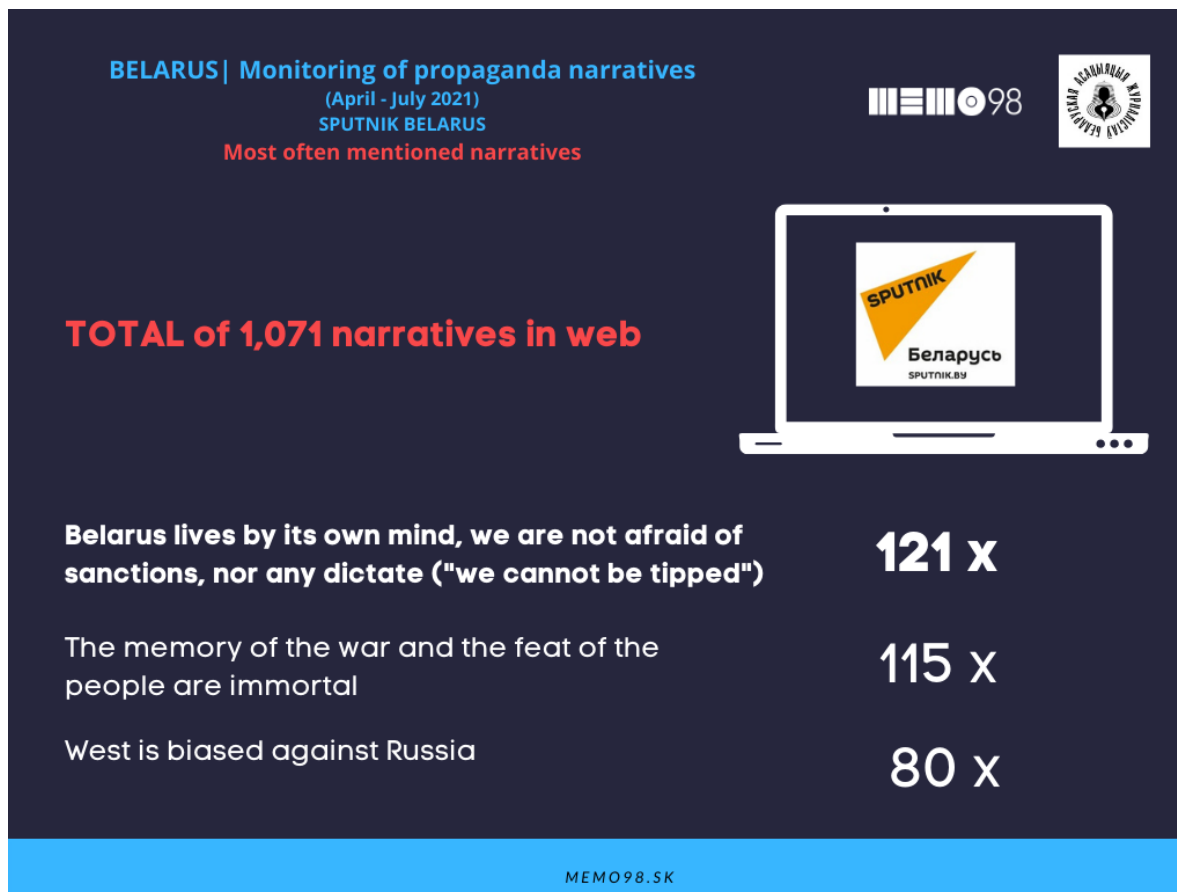 BELARUS| Monitoring of propaganda narratives
(April - July 2021)
SPUTNIK BELARUS
Most often mentioned narratives
MEMO98
БЕЛАРУСКАЯ АСАЦЫЯЦЫЯ ЖУРНАЛІСТАЎ
SPUTNIK
Беларусь
SPUTNIK.BY
TOTAL of 1,071 narratives in web
Belarus lives by its own mind, we are not afraid of
sanctions, nor any dictate ("we cannot be tipped")
121 x
The memory of the war and the feat of the
people are immortal
115 x
West is biased against Russia
80 x
MEMO98.SK